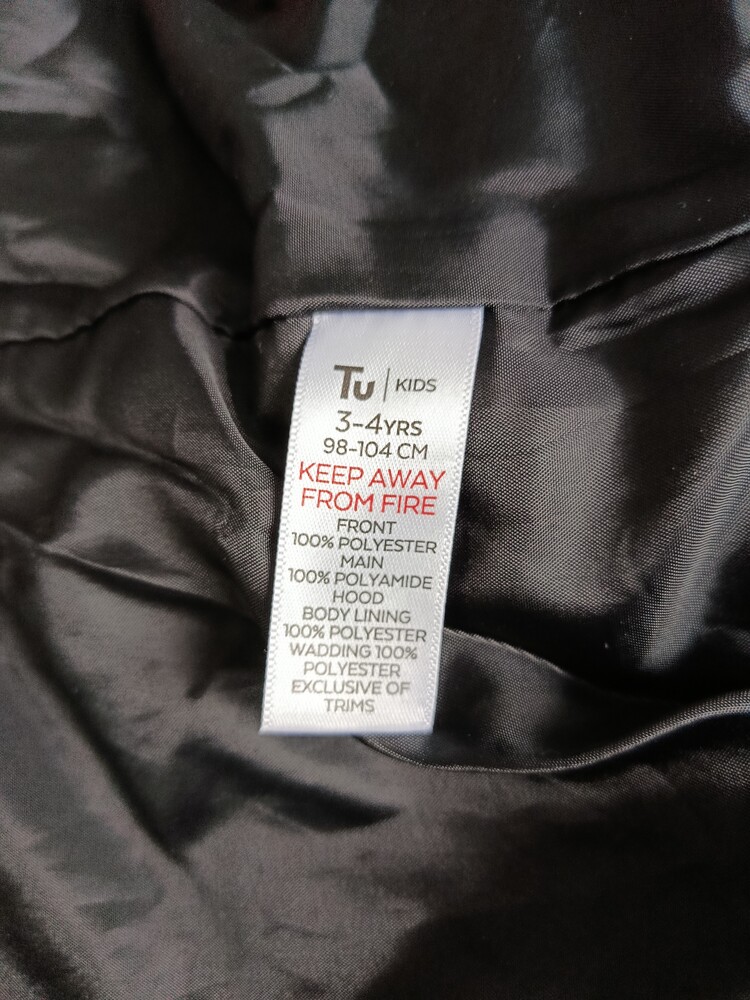 Tu | KIDS
3-4YRS
98-104 CM
KEEP AWAY
FROM FIRE
FRONT
100% POLYESTER
MAIN
100% POLYAMIDE
HOOD
BODY LINING
100% POLYESTER
WADDING 100%
POLYESTER
EXCLUSIVE OF
TRIMS